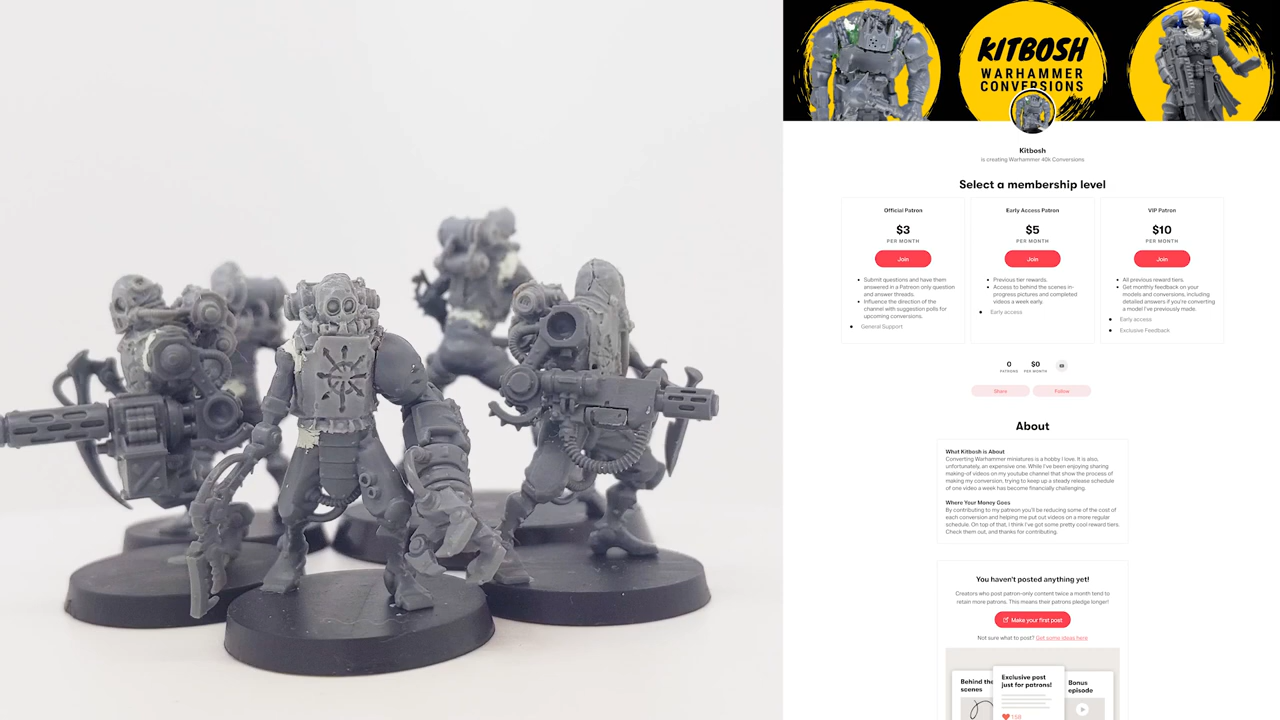 KITBOSH
WARHAMMER
CONVERSIONS
Kitbosh
is creating Warhammer 40k Conversions
Select a membership level
Official Patron
$3
PER MONTH
Join
Submit questions and have them
answered in a Patreon only question
and answer threads.
Influence the direction of the
channel with suggestion polls for
upcoming conversions.
General Support
Early Access Patron
$5
PER MONTH
Join
Previous tier rewards.
Access to behind the scenes in-
progress pictures and completed
videos a week early.
Early access
VIP Patron
$10
PER MONTH
Join
All previous reward tiers.
Get monthly feedback on your
models and conversions, including
detailed answers if you're converting
a model I've previously made.
Early access
Exclusive Feedback
0
PATRONS
$0
PER MONTH
Share
Follow
About
What Kitbosh is About
Converting Warhammer miniatures is a hobby I love. It is also,
unfortunately, an expensive one. While I've been enjoying sharing
making-of videos on my youtube channel that show the process of
making my conversion, trying to keep up a steady release schedule
of one video a week has become financially challenging.
Where Your Money Goes
By contributing to my patreon you'll be reducing some of the cost of
each conversion and helping me put out videos on a more regular
schedule. On top of that, I think I've got some pretty cool reward tiers.
Check them out, and thanks for contributing.
You haven't posted anything yet!
Creators who post patron-only content twice a month tend to
retain more patrons. This means their patrons pledge longer!
Make your first post
Not sure what to post? Get some ideas here
Behind the
scenes
Exclusive post
just for patrons!
158
Bonus
episode